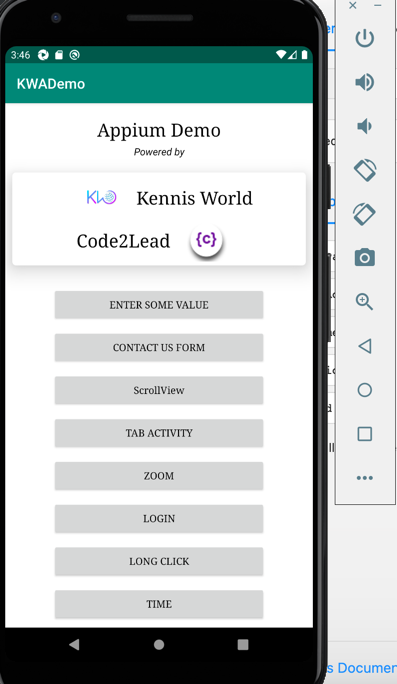 3:46
KWADemo
Appium Demo
Powered by
KW Kennis World
Code2Lead {c}
ENTER SOME VALUE
CONTACT US FORM
ScrollView
TAB ACTIVITY
ZOOM
LOGIN
LONG CLICK
TIME
s Documen